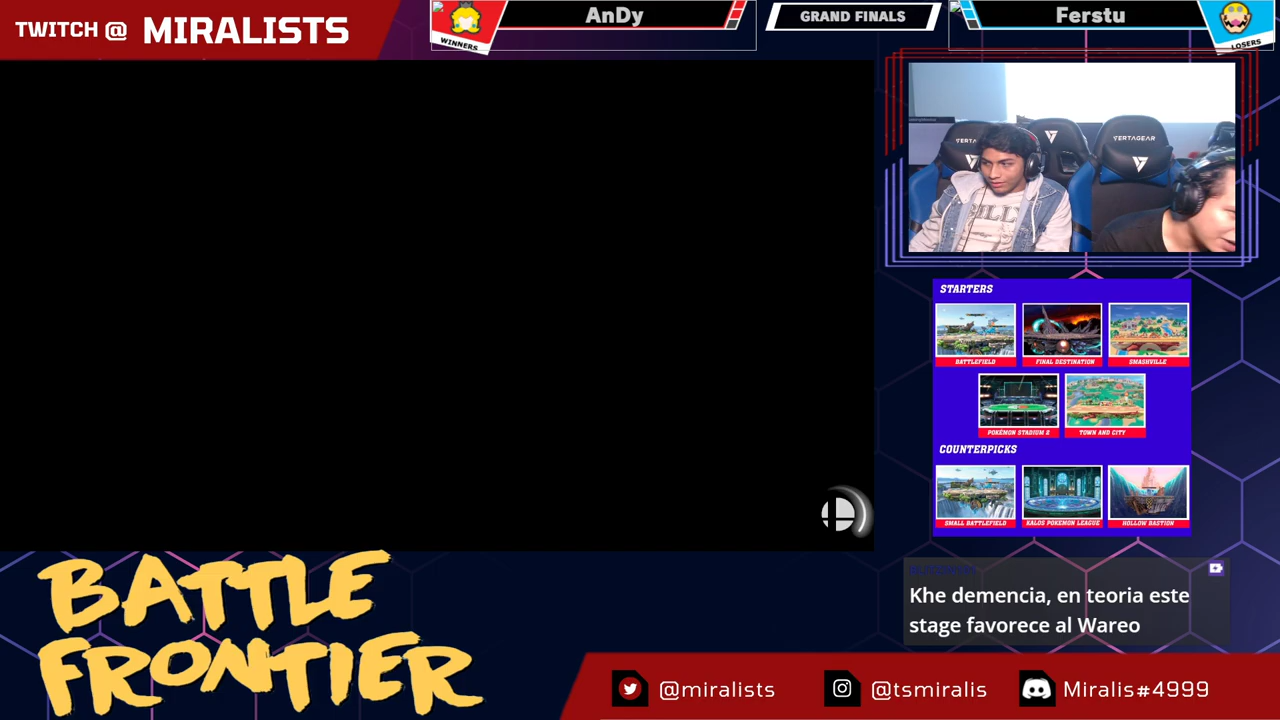 TWITCH @ MIRALISTS
WINNERS
AnDy
GRAND FINALS
Ferstu
LOSERS
VERTAGEAR
VERTAGEAR
STARTERS
BATTLEFIELD
FINAL DESTINATION
SMASHVILLE
POKÉMON STADIUM 2
TOWN AND CITY
COUNTERPICKS
SMALL BATTLEFIELD
KALOS POKEMON LEAGUE
HOLLOW BASTION
Khe demencia, en teoria este
stage favorece al Wareo
BATTLE
FRONTIER
@miralists
@tsmiralis
Miralis#4999